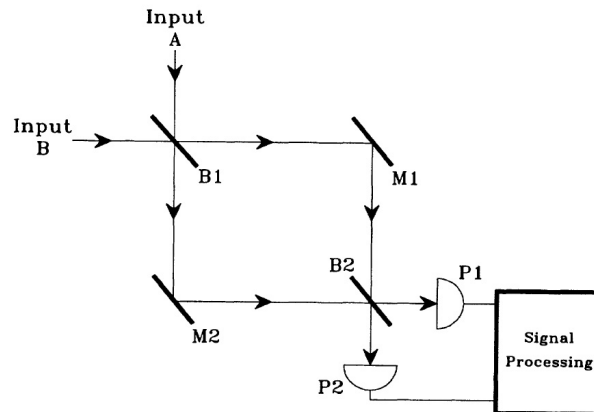 Input
A
Input
B
B1
M1
B2
P1
M2
P2
Signal
Processing